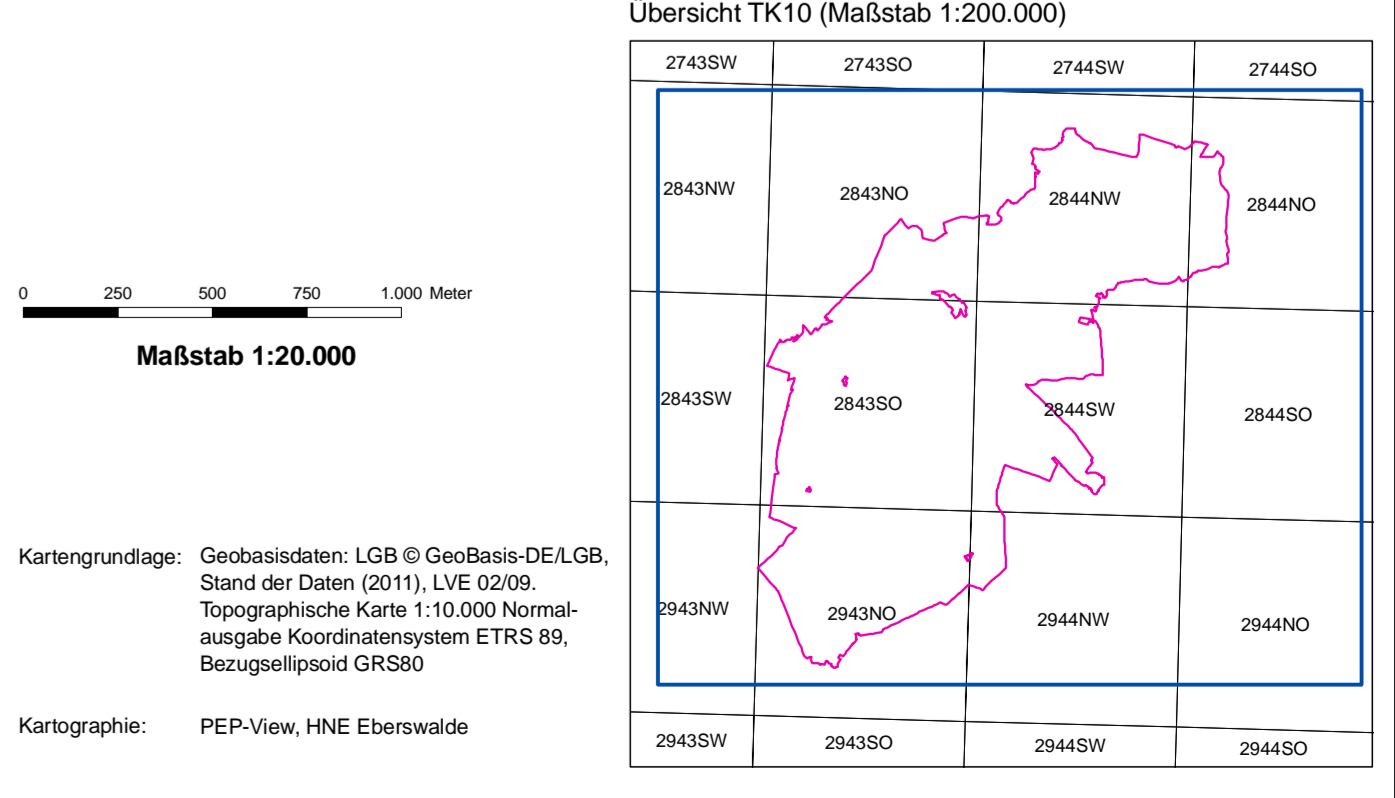 Übersicht TK10 (Maßstab 1:200.000)
2743SW 2743SO 2744SW 2744SO
2843NW 2843NO 2844NW 2844NO
0 250 500 750 1.000 Meter
Maßstab 1:20.000
2843SW 2843SO 2844SW 2844SO
Kartengrundlage: Geobasisdaten: LGB © GeoBasis-DE/LGB,
Stand der Daten (2011), LVE 02/09.
Topographische Karte 1:10.000 Normal-
ausgabe Koordinatensystem ETRS 89,
Bezugsellipsoid GRS80
2943NW 2943NO 2944NW 2944NO
Kartographie: PEP-View, HNE Eberswalde
2943SW 2943SO 2944SW 2944SO